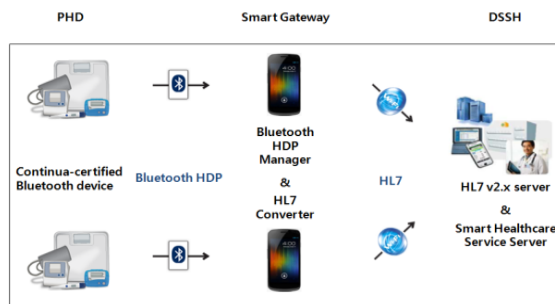 PHD
Smart Gateway
DSSH
Bluetooth
HDP
Manager
Continua-certified
Bluetooth device
Bluetooth HDP
&
HL7
Converter
HL7
HL7 v2.x server
&
Smart Healthcare
Service Server